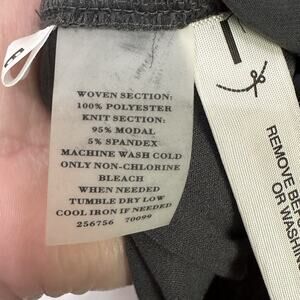 WOVEN SECTION:
100% POLYESTER
KNIT SECTION:
95% MODAL
5% SPANDEX
MACHINE WASH COLD
ONLY NON-CHLORINE
BLEACH
WHEN NEEDED
TUMBLE DRY LOW
COOL IRON IF NEEDED
256756 70099
REMOVE BE
OR WASHIN